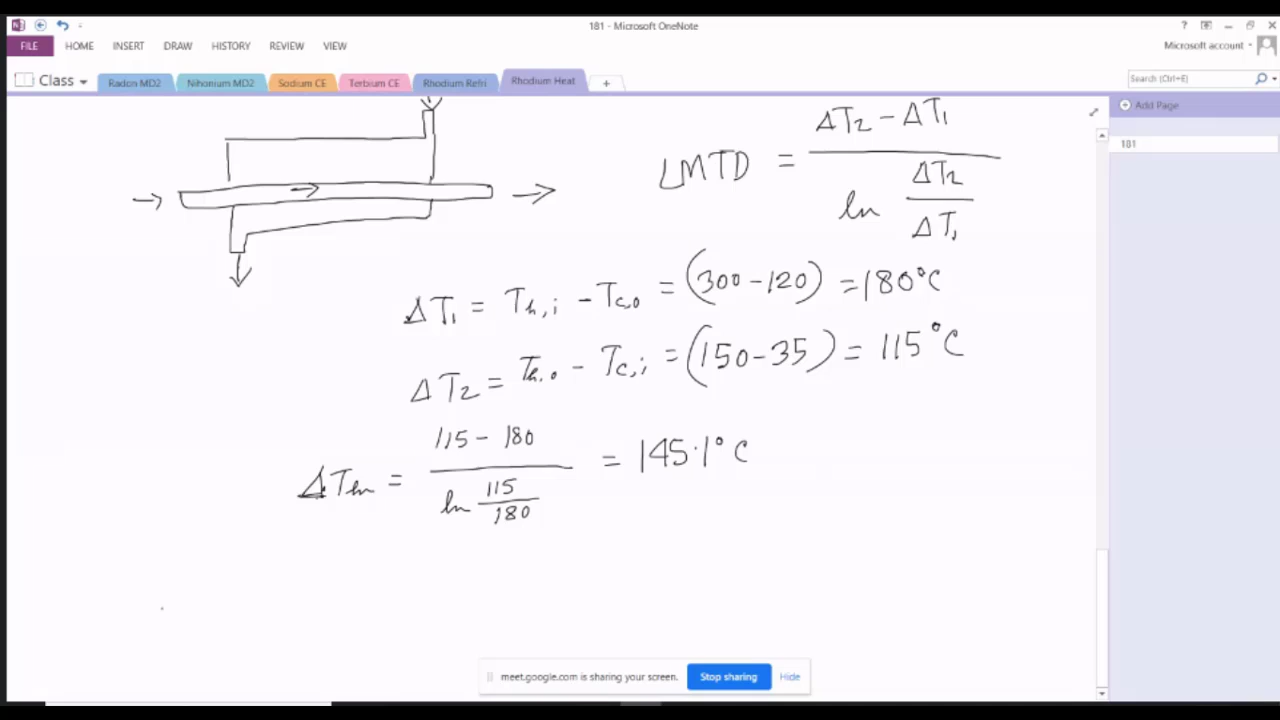 181 - Microsoft OneNote
?
FILE HOME INSERT DRAW HISTORY REVIEW VIEW
Microsoft account
Class Radon MD2 Nihonium MD2 Sodium CE Terbium CE Rhodium Refri Rhodium Heat +
Search (Ctrl+E)
Add Page
181
LMTD = (ΔT₂ - ΔT₁) / (ln ΔT₂/ΔT₁)
ΔT₁ = Th,i - Tc,o = (300-120) = 180°C
ΔT₂ = Th,o - Tc,i = (150-35) = 115°C
ΔTlm = (115 - 180) / (ln 115/180) = 145.1°C
meet.google.com is sharing your screen. Stop sharing Hide